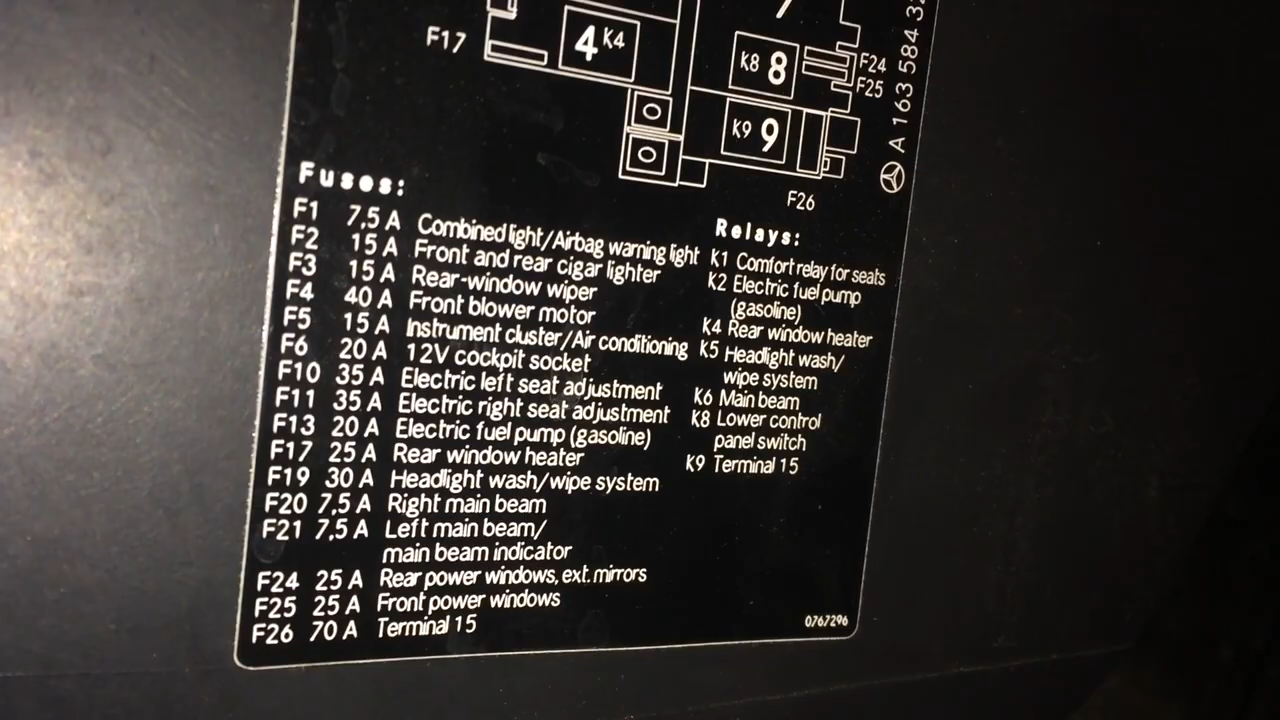 F17
4 K4
K8 8
F24
F25
K9 9
F26
A 163 584 32
Fuses:
F1 7,5 A Combined light/Airbag warning light
F2 15 A Front and rear cigar lighter
F3 15 A Rear-window wiper
F4 40 A Front blower motor
F5 15 A Instrument cluster/Air conditioning
F6 20 A 12V cockpit socket
F10 35 A Electric left seat adjustment
F11 35 A Electric right seat adjustment
F13 20 A Electric fuel pump (gasoline)
F17 25 A Rear window heater
F19 30 A Headlight wash/wipe system
F20 7,5 A Right main beam
F21 7,5 A Left main beam/
main beam indicator
F24 25 A Rear power windows, ext. mirrors
F25 25 A Front power windows
F26 70 A Terminal 15
Relays:
K1 Comfort relay for seats
K2 Electric fuel pump
(gasoline)
K4 Rear window heater
K5 Headlight wash/
wipe system
K6 Main beam
K8 Lower control
panel switch
K9 Terminal 15
0767296